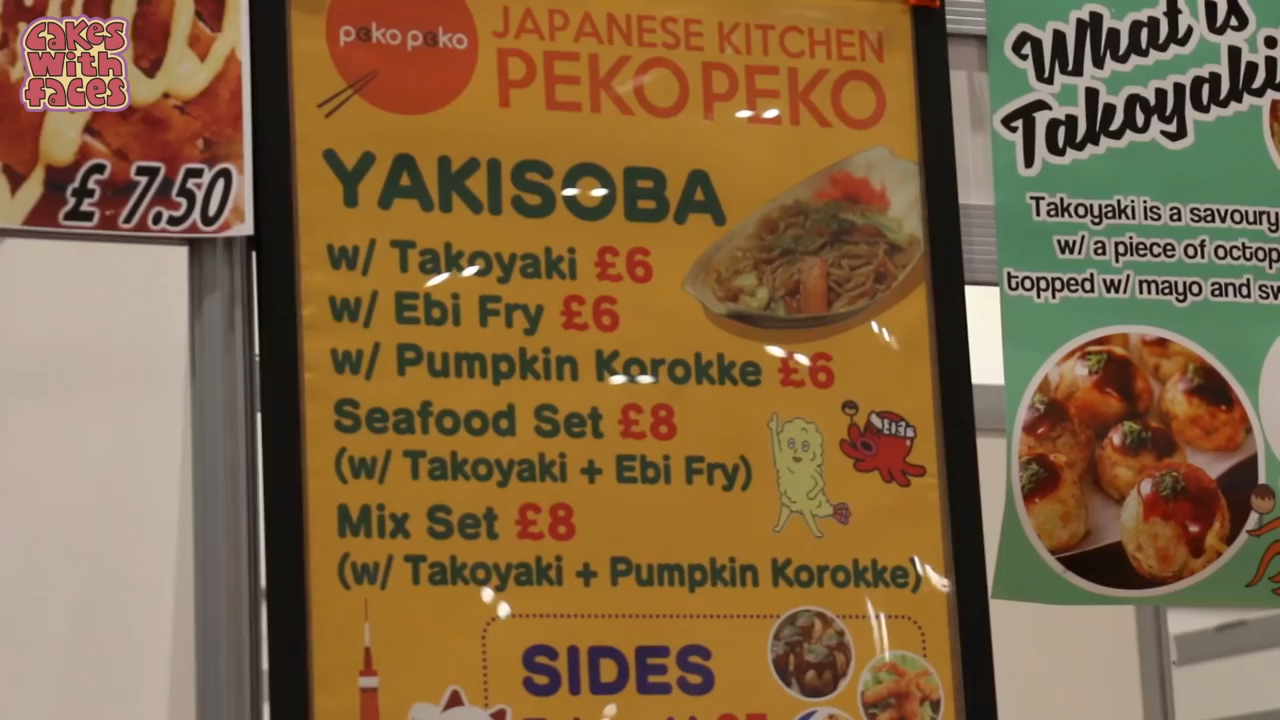 Cakes
With
faces
£ 7.50
peko peko
JAPANESE KITCHEN
PEKO PEKO
YAKISOBA
w/ Takoyaki £6
w/ Ebi Fry £6
w/ Pumpkin Korokke £6
Seafood Set £8
(w/ Takoyaki + Ebi Fry)
Mix Set £8
(w/ Takoyaki + Pumpkin Korokke)
SIDES
What is
Takoyaki
Takoyaki is a savoury
w/ a piece of octop
topped w/ mayo and sw